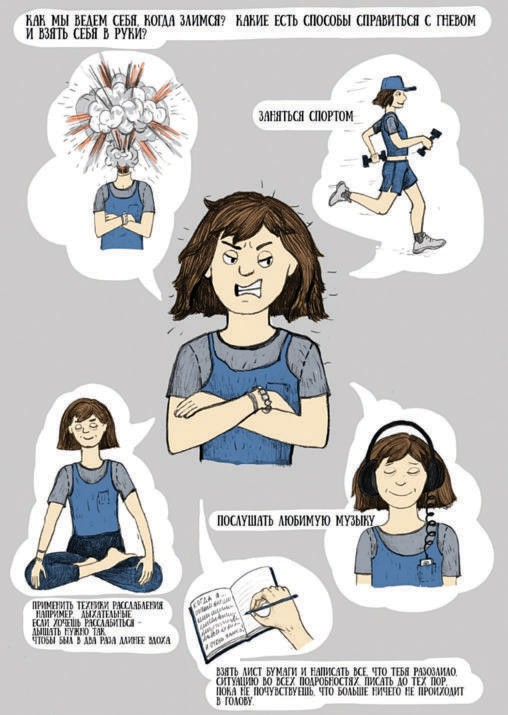 КАК МЫ ВЕДЕМ СЕБЯ, КОГДА ЗЛИМСЯ? КАКИЕ ЕСТЬ СПОСОБЫ СПРАВИТЬСЯ С ГНЕВОМ
И ВЗЯТЬ СЕБЯ В РУКИ?
ЗАНЯТЬСЯ СПОРТОМ
ПОСЛУШАТЬ ЛЮБИМУЮ МУЗЫКУ
ПРИМЕНИТЬ ТЕХНИКИ РАССЛАБЛЕНИЯ
НАПРИМЕР, ДЫХАТЕЛЬНЫЕ
ЕСЛИ ХОЧЕШЬ РАССЛАБИТЬСЯ -
ДЫШАТЬ НУЖНО ТАК,
ЧТОБЫ БЫЛ В ДВА РАЗА ДЛИНЕЕ ВДОХА
КОГДА Я
ВЗЯТЬ ЛИСТ БУМАГИ И НАПИСАТЬ ВСЕ, ЧТО ТЕБЯ РАЗОЗЛИЛО,
СИТУАЦИЮ ВО ВСЕХ ПОДРОБНОСТЯХ. ПИСАТЬ ДО ТЕХ ПОР,
ПОКА НЕ ПОЧУВСТВУЕШЬ, ЧТО БОЛЬШЕ НИЧЕГО НЕ ПРИХОДИТ
В ГОЛОВУ.